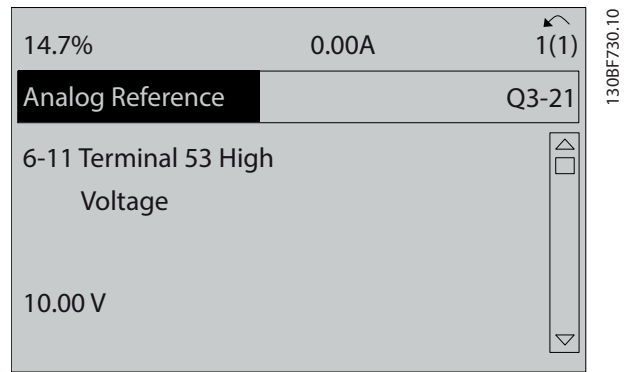 14.7% 0.00A 1(1)
Analog Reference Q3-21
6-11 Terminal 53 High
Voltage
10.00 V
130BF730.10